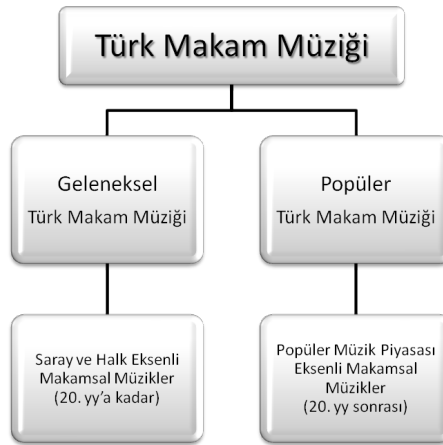 Türk Makam Müziği
Geleneksel
Türk Makam Müziği
Popüler
Türk Makam Müziği
Saray ve Halk Eksenli
Makamsal Müzikler
(20. yy'a kadar)
Popüler Müzik Piyasası
Eksenli Makamsal
Müzikler
(20. yy sonrası)